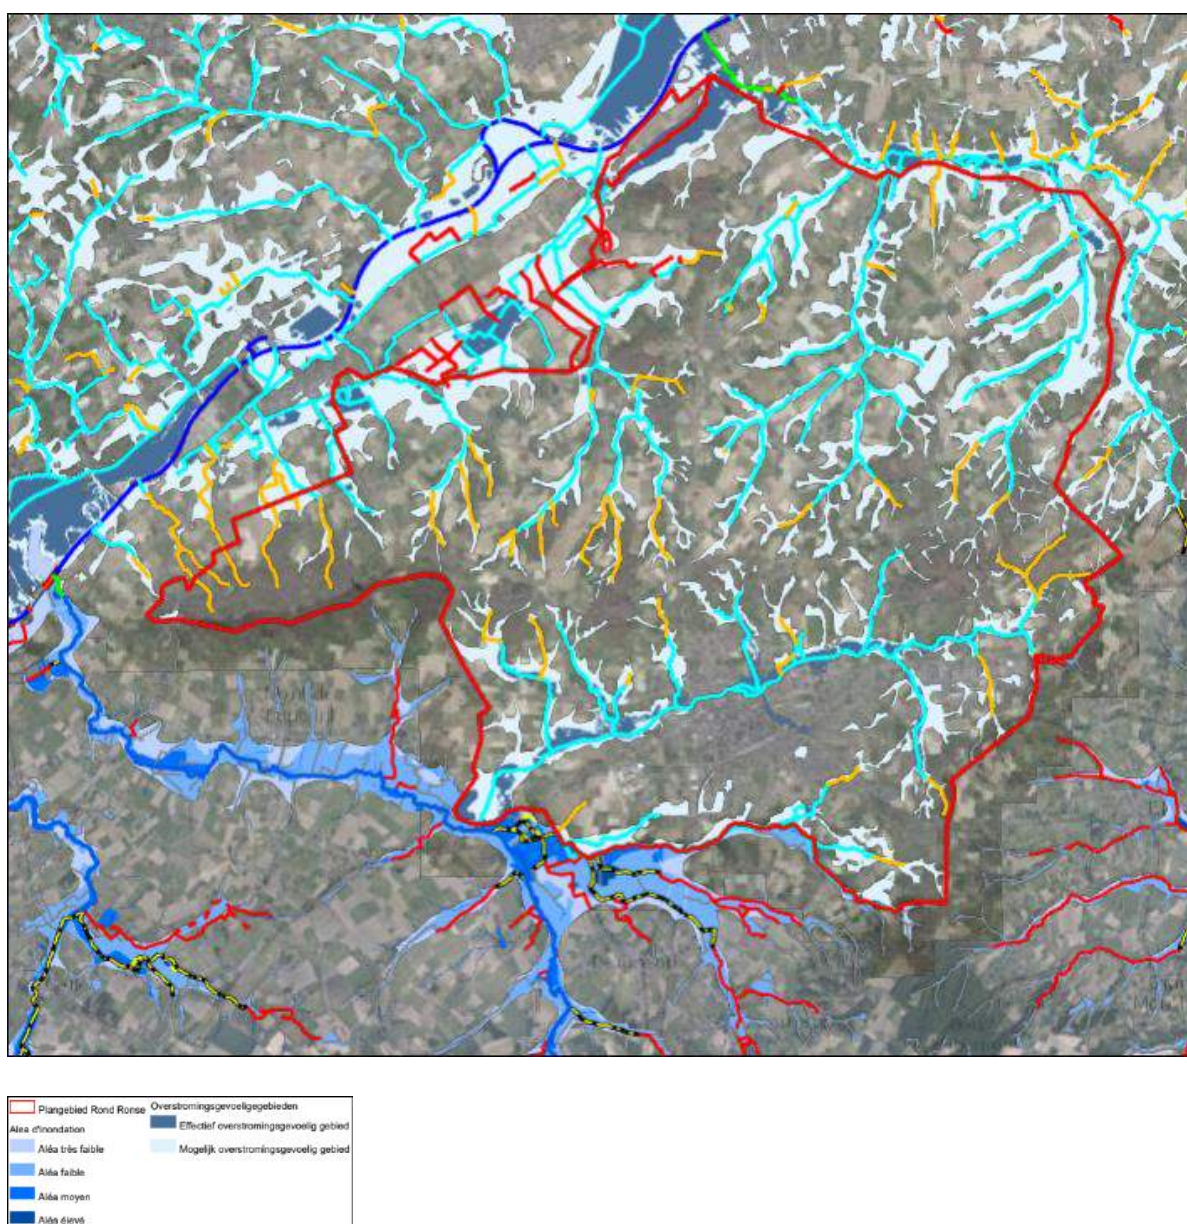 Plangebied Rond Ronse
Alea d'inondation
Aléa très faible
Aléa faible
Aléa moyen
Aléa élevé
Overstromingsgevoeligegebieden
Effectief overstromingsgevoelig gebied
Mogelijk overstromingsgevoelig gebied